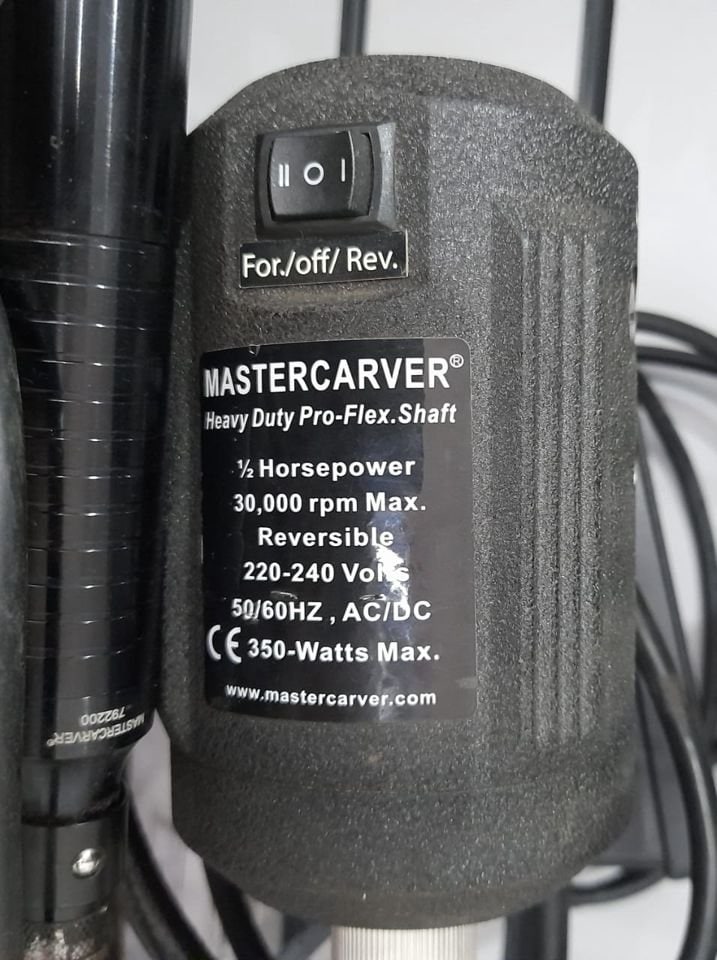 II O I
For./off/ Rev.
MASTERCARVER®
Heavy Duty Pro-Flex.Shaft
½ Horsepower
30,000 rpm Max.
Reversible
220-240 Volts
50/60HZ , AC/DC
CE 350-Watts Max.
www.mastercarver.com
MASTERCARVER®
792200